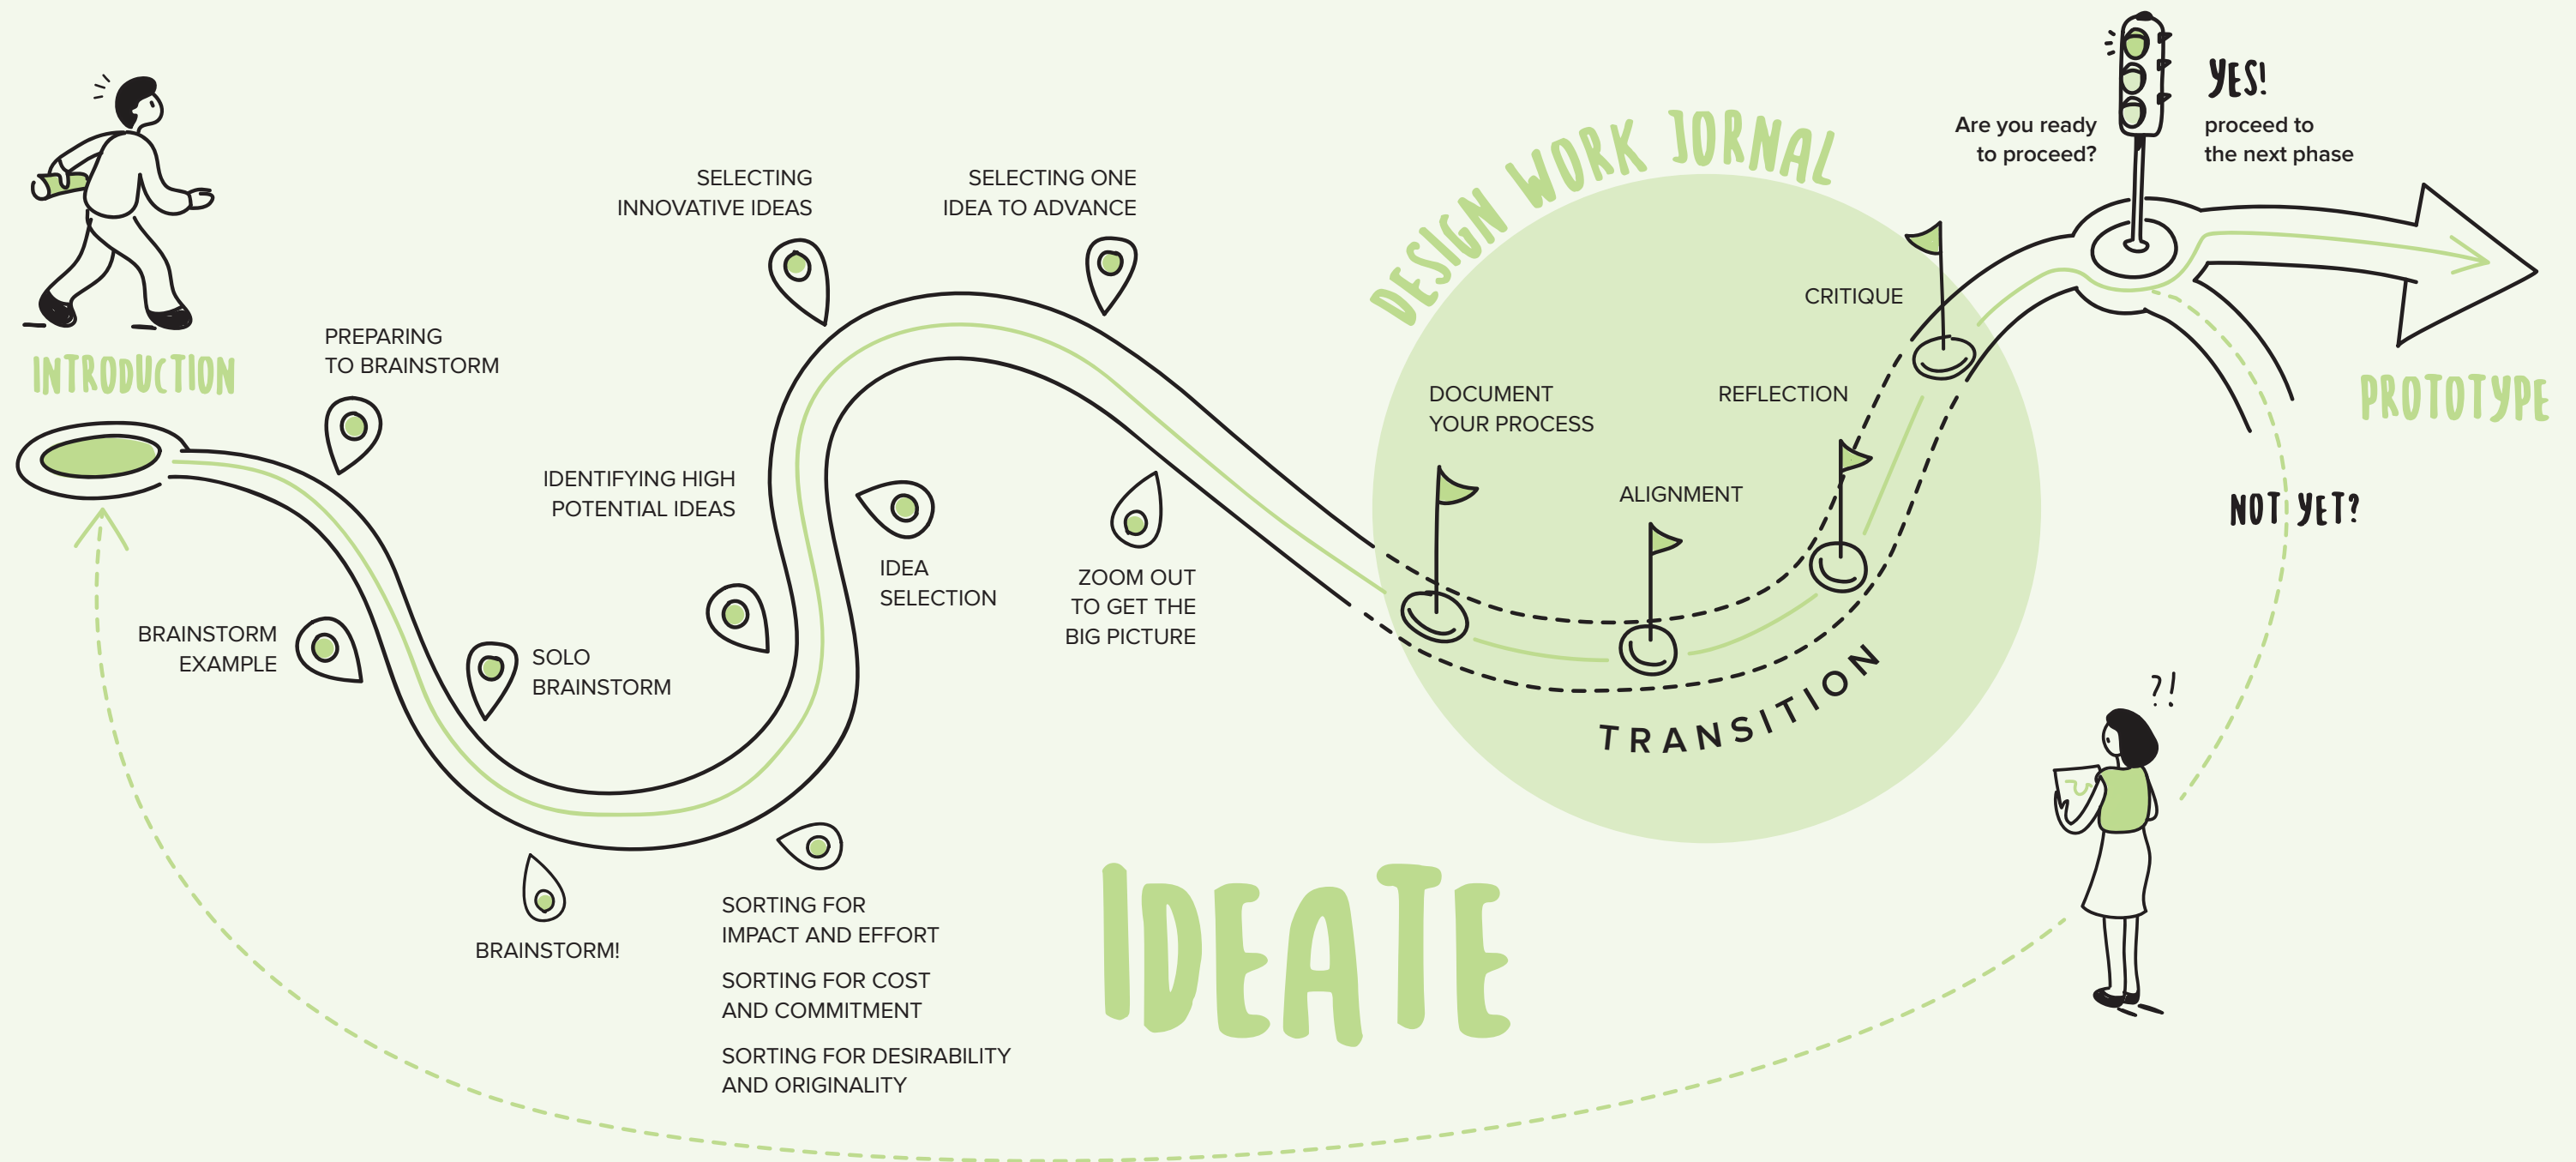 INTRODUCTION
PREPARING
TO BRAINSTORM
BRAINSTORM
EXAMPLE
SOLO
BRAINSTORM
BRAINSTORM!
SORTING FOR
IMPACT AND EFFORT
SORTING FOR COST
AND COMMITMENT
SORTING FOR DESIRABILITY
AND ORIGINALITY
IDENTIFYING HIGH
POTENTIAL IDEAS
IDEA
SELECTION
SELECTING
INNOVATIVE IDEAS
SELECTING ONE
IDEA TO ADVANCE
ZOOM OUT
TO GET THE
BIG PICTURE
IDEATE
DESIGN WORK JORNAL
DOCUMENT
YOUR PROCESS
ALIGNMENT
REFLECTION
CRITIQUE
TRANSITION
Are you ready
to proceed?
YES!
proceed to
the next phase
PROTOTYPE
NOT YET?
?!